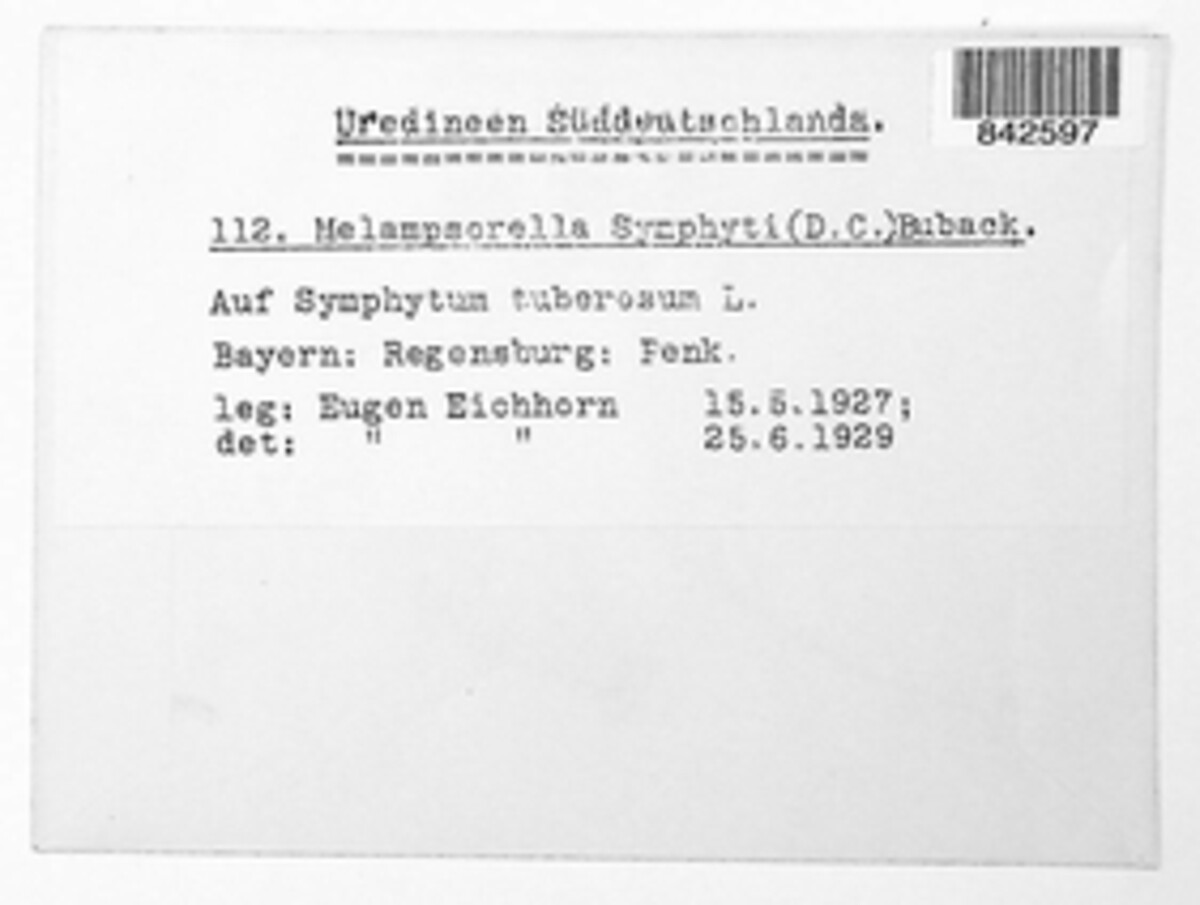 Uredineen Süddeutschlands.
842597
112. Melampsorella Symphyti(D.C.)Buback.
Auf Symphytum tuberosum L.
Bayern: Regensburg: Penk.
leg: Eugen Eichhorn 15.5.1927;
det: " " 25.6.1929